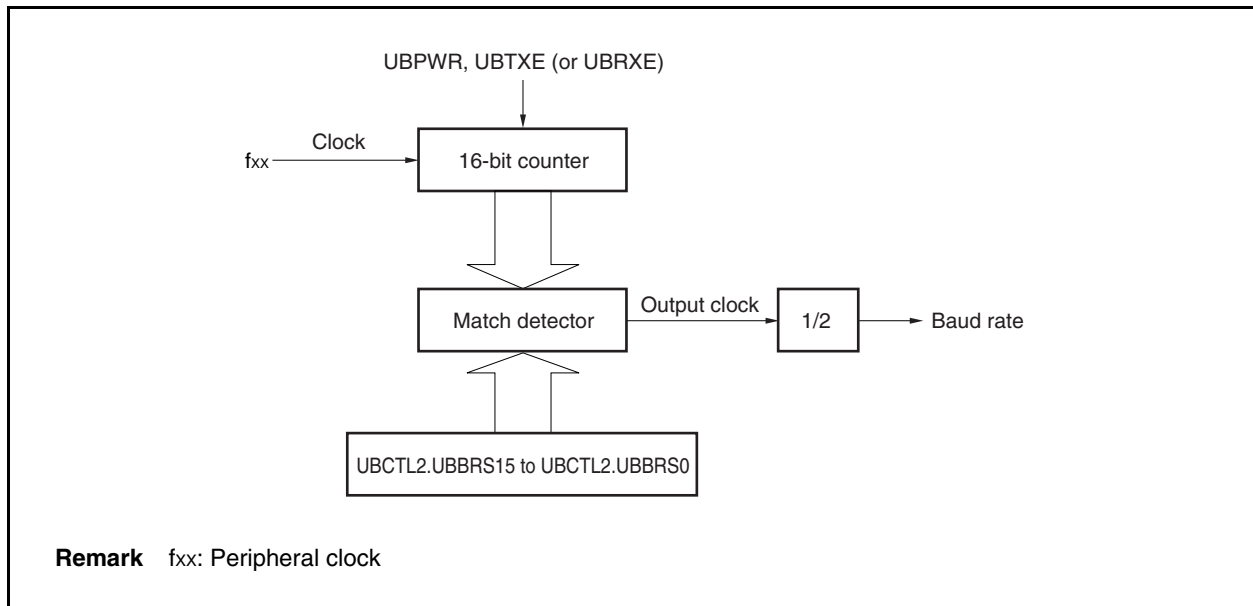 UBPWR, UBTXE (or UBRXE)
Clock
fxx
16-bit counter
Match detector
Output clock
1/2
Baud rate
UBCTL2.UBBRS15 to UBCTL2.UBBRS0
Remark fxx: Peripheral clock